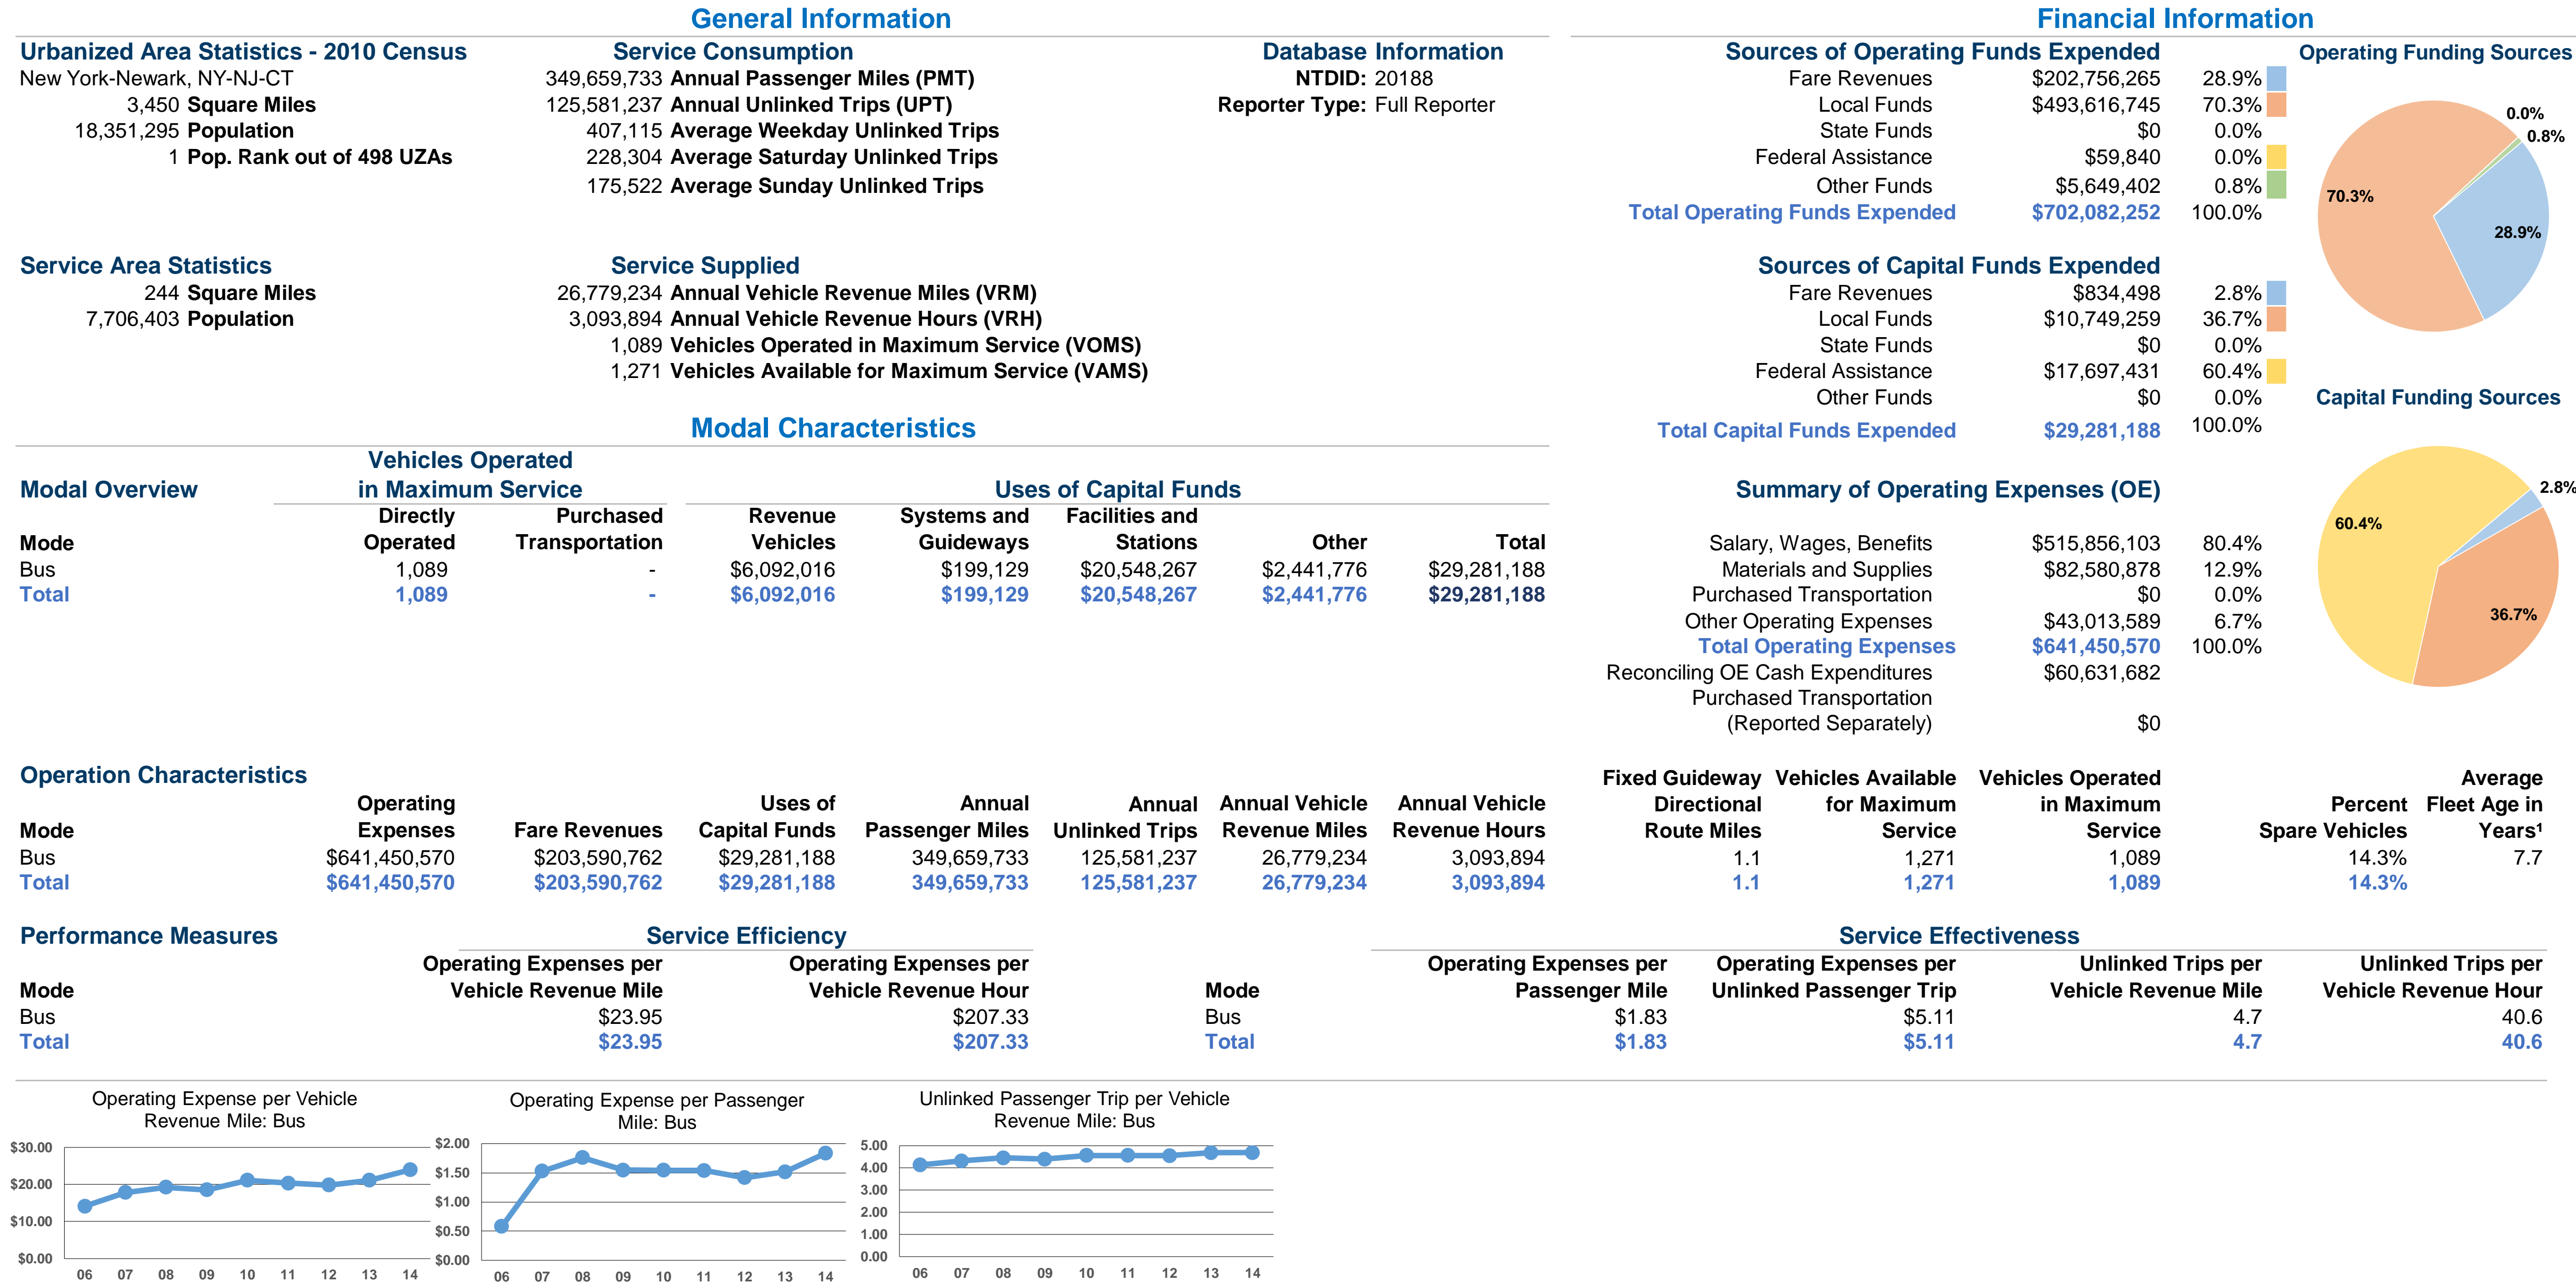 General Information
Financial Information
Urbanized Area Statistics - 2010 Census
New York-Newark, NY-NJ-CT
3,450 Square Miles
18,351,295 Population
1 Pop. Rank out of 498 UZAs
Service Consumption
349,659,733 Annual Passenger Miles (PMT)
125,581,237 Annual Unlinked Trips (UPT)
407,115 Average Weekday Unlinked Trips
228,304 Average Saturday Unlinked Trips
175,522 Average Sunday Unlinked Trips
Database Information
NTDID: 20188
Reporter Type: Full Reporter
Sources of Operating Funds Expended
Fare Revenues $202,756,265 28.9%
Local Funds $493,616,745 70.3%
State Funds $0 0.0%
Federal Assistance $59,840 0.0%
Other Funds $5,649,402 0.8%
Total Operating Funds Expended $702,082,252 100.0%
Operating Funding Sources
0.0%
0.8%
70.3%
28.9%
Service Area Statistics
244 Square Miles
7,706,403 Population
Service Supplied
26,779,234 Annual Vehicle Revenue Miles (VRM)
3,093,894 Annual Vehicle Revenue Hours (VRH)
1,089 Vehicles Operated in Maximum Service (VOMS)
1,271 Vehicles Available for Maximum Service (VAMS)
Sources of Capital Funds Expended
Fare Revenues $834,498 2.8%
Local Funds $10,749,259 36.7%
State Funds $0 0.0%
Federal Assistance $17,697,431 60.4%
Other Funds $0 0.0%
Total Capital Funds Expended $29,281,188 100.0%
Capital Funding Sources
2.8%
60.4%
36.7%
Modal Characteristics
Vehicles Operated
Modal Overview in Maximum Service Uses of Capital Funds
Directly Purchased Revenue Systems and Facilities and
Mode Operated Transportation Vehicles Guideways Stations Other Total
Bus 1,089 - $6,092,016 $199,129 $20,548,267 $2,441,776 $29,281,188
Total 1,089 - $6,092,016 $199,129 $20,548,267 $2,441,776 $29,281,188
Summary of Operating Expenses (OE)
Salary, Wages, Benefits $515,856,103 80.4%
Materials and Supplies $82,580,878 12.9%
Purchased Transportation $0 0.0%
Other Operating Expenses $43,013,589 6.7%
Total Operating Expenses $641,450,570 100.0%
Reconciling OE Cash Expenditures $60,631,682
Purchased Transportation
(Reported Separately) $0
Operation Characteristics Fixed Guideway Vehicles Available Vehicles Operated Average
Operating Uses of Annual Annual Annual Vehicle Annual Vehicle Directional for Maximum in Maximum Percent Fleet Age in
Mode Expenses Fare Revenues Capital Funds Passenger Miles Unlinked Trips Revenue Miles Revenue Hours Route Miles Service Service Spare Vehicles Years¹
Bus $641,450,570 $203,590,762 $29,281,188 349,659,733 125,581,237 26,779,234 3,093,894 1.1 1,271 1,089 14.3% 7.7
Total $641,450,570 $203,590,762 $29,281,188 349,659,733 125,581,237 26,779,234 3,093,894 1.1 1,271 1,089 14.3%
Performance Measures Service Efficiency Service Effectiveness
Operating Expenses per Operating Expenses per Operating Expenses per Operating Expenses per Unlinked Trips per Unlinked Trips per
Mode Vehicle Revenue Mile Vehicle Revenue Hour Mode Passenger Mile Unlinked Passenger Trip Vehicle Revenue Mile Vehicle Revenue Hour
Bus $23.95 $207.33 Bus $1.83 $5.11 4.7 40.6
Total $23.95 $207.33 Total $1.83 $5.11 4.7 40.6
Operating Expense per Vehicle
Revenue Mile: Bus
$30.00
$20.00
$10.00
$0.00
06 07 08 09 10 11 12 13 14
Operating Expense per Passenger
Mile: Bus
$2.00
$1.50
$1.00
$0.50
$0.00
06 07 08 09 10 11 12 13 14
Unlinked Passenger Trip per Vehicle
Revenue Mile: Bus
5.00
4.00
3.00
2.00
1.00
0.00
06 07 08 09 10 11 12 13 14